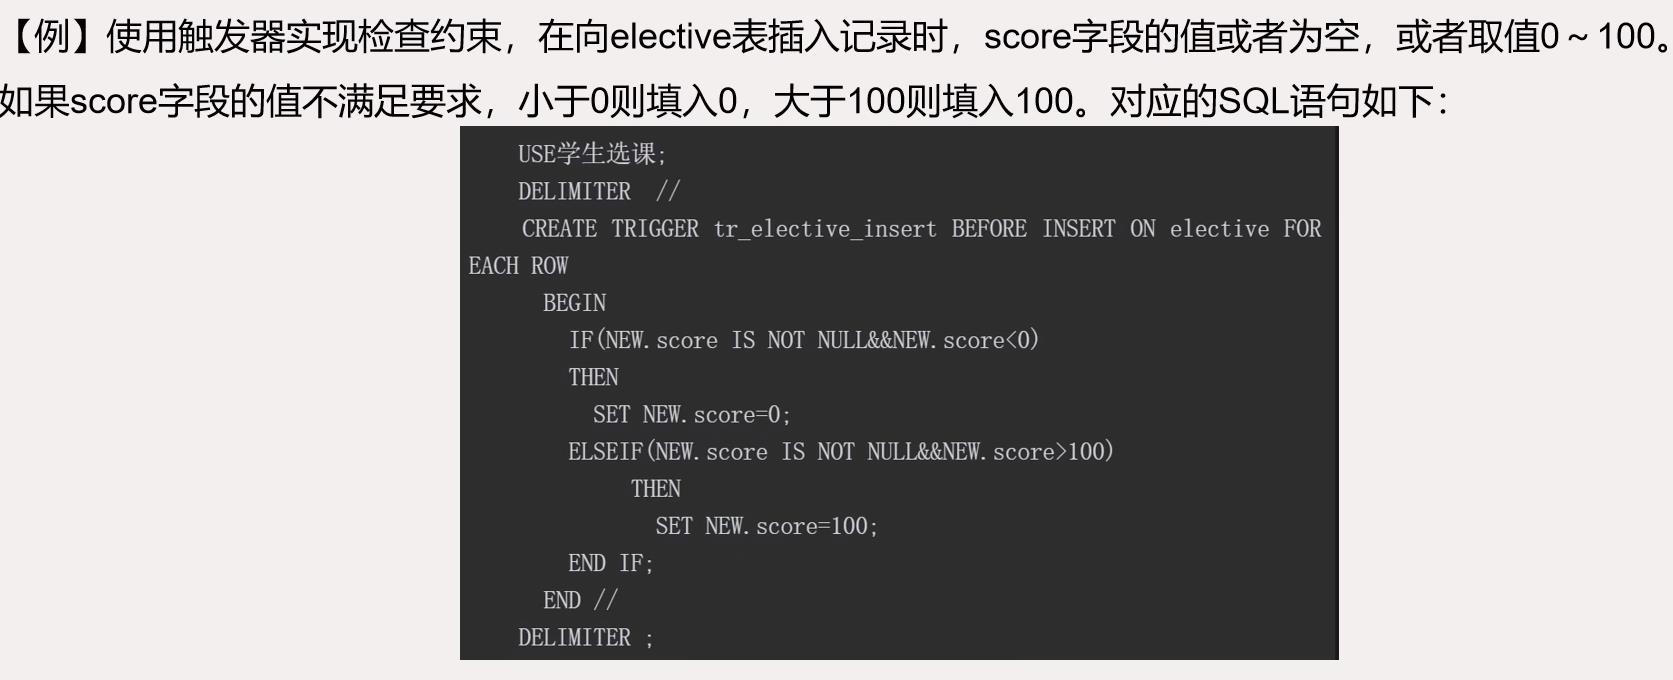 【例】使用触发器实现检查约束，在向elective表插入记录时，score字段的值或者为空，或者取值0～100。
如果score字段的值不满足要求，小于0则填入0，大于100则填入100。对应的SQL语句如下：
USE学生选课;
DELIMITER  //
CREATE TRIGGER tr_elective_insert BEFORE INSERT ON elective FOR
EACH ROW
BEGIN
IF(NEW.score IS NOT NULL&&NEW.score<0)
THEN
SET NEW.score=0;
ELSEIF(NEW.score IS NOT NULL&&NEW.score>100)
THEN
SET NEW.score=100;
END IF;
END //
DELIMITER ;